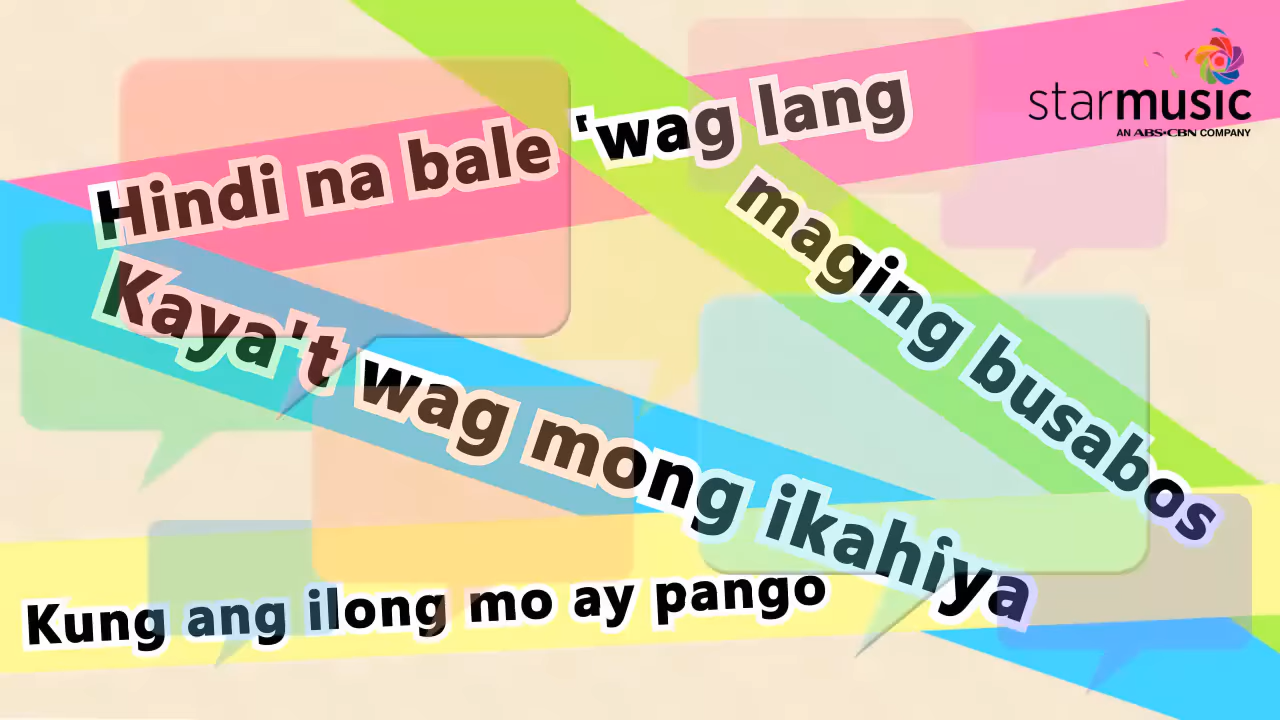 starmusic
AN ABS-CBN COMPANY
Hindi na bale 'wag lang
maging busabos
Kaya't wag mong ikahiya
Kung ang ilong mo ay pango